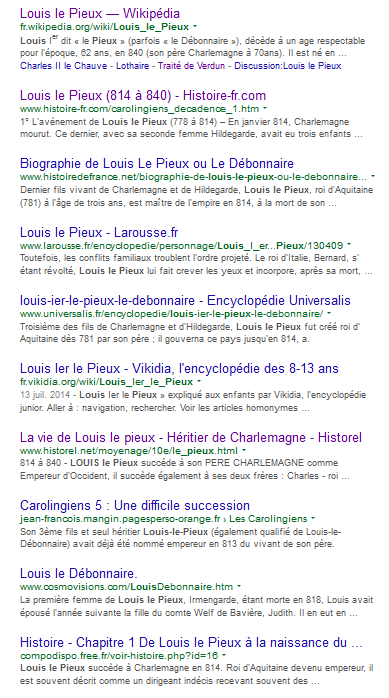 Louis le Pieux — Wikipédia
fr.wikipedia.org/wiki/Louis_le_Pieux
Louis Ier dit « le Pieux » (parfois « le Débonnaire »), décède à un age respectable
pour l'époque, 62 ans, en 840 (son père Charlemagne à 70ans). Il est né en ...
Charles II le Chauve - Lothaire - Traité de Verdun - Discussion:Louis le Pieux
Louis le Pieux (814 à 840) - Histoire-fr.com
www.histoire-fr.com/carolingiens_decadence_1.htm
1° L'avènement de Louis le Pieux (778 à 814) – En janvier 814, Charlemagne
mourut. Ce dernier, avec sa seconde femme Hildegarde, avait eu trois enfants ...
Biographie de Louis Le Pieux ou Le Débonnaire
www.histoiredefrance.net/biographie-de-louis-le-pieux-ou-le-debonnaire...
Dernier fils vivant de Charlemagne et de Hildegarde, Louis le Pieux, roi d'Aquitaine
(781) à l'âge de trois ans, est maître de l'empire en 814, à la mort de son ...
Louis le Pieux - Larousse.fr
www.larousse.fr/encyclopedie/personnage/Louis_I_er...Pieux/130409
Toutefois, les conflits familiaux troublent l'ordre projeté. Le roi d'Italie, Bernard, s'
étant révolté, Louis le Pieux lui fait crever les yeux et incorpore, après sa mort, ...
louis-ier-le-pieux-le-debonnaire - Encyclopédie Universalis
www.universalis.fr/encyclopedie/louis-ier-le-pieux-le-debonnaire/
Troisième des fils de Charlemagne et d'Hildegarde, Louis le Pieux fut créé roi d'
Aquitaine dès 781 par son père ; il gouverna ce pays jusqu'en 814, a.
Louis Ier le Pieux - Vikidia, l'encyclopédie des 8-13 ans
fr.vikidia.org/wiki/Louis_Ier_le_Pieux
13 juil. 2014 - Louis Ier le Pieux » expliqué aux enfants par Vikidia, l'encyclopédie
junior. Aller à : navigation, rechercher. Voir les articles homonymes ...
La vie de Louis le pieux - Héritier de Charlemagne - Historel
www.historel.net/moyenage/10e/le_pieux.html
814 à 840 - LOUIS le Pieux succède à son PERE CHARLEMAGNE comme
Empereur d'Occident, il succède également à ses deux frères : Charles - roi ...
Carolingiens 5 : Une difficile succession
jean-francois.mangin.pagesperso-orange.fr › Les Carolingiens
Son 3ème fils et seul héritier Louis-le-Pieux (également qualifié de Louis-le-
Débonnaire) avait déjà été nommé empereur en 813 du vivant de son père.
Louis le Débonnaire.
www.cosmovisions.com/LouisDebonnaire.htm
La première femme de Louis le Pieux, Irmengarde, étant morte en 818, Louis avait
épousé l'année suivante la fille du comte Welf de Bavière, Judith. Il en eut en ...
Histoire - Chapitre 1 De Louis le Pieux à la naissance du ...
compodispo.free.fr/voir-histoire.php?id=16
Louis le Pieux succède à Charlemagne en 814. Roi d'Aquitaine devenu empereur, il
est souvent décrit comme un dirigeant indécis recevant souvent des ...